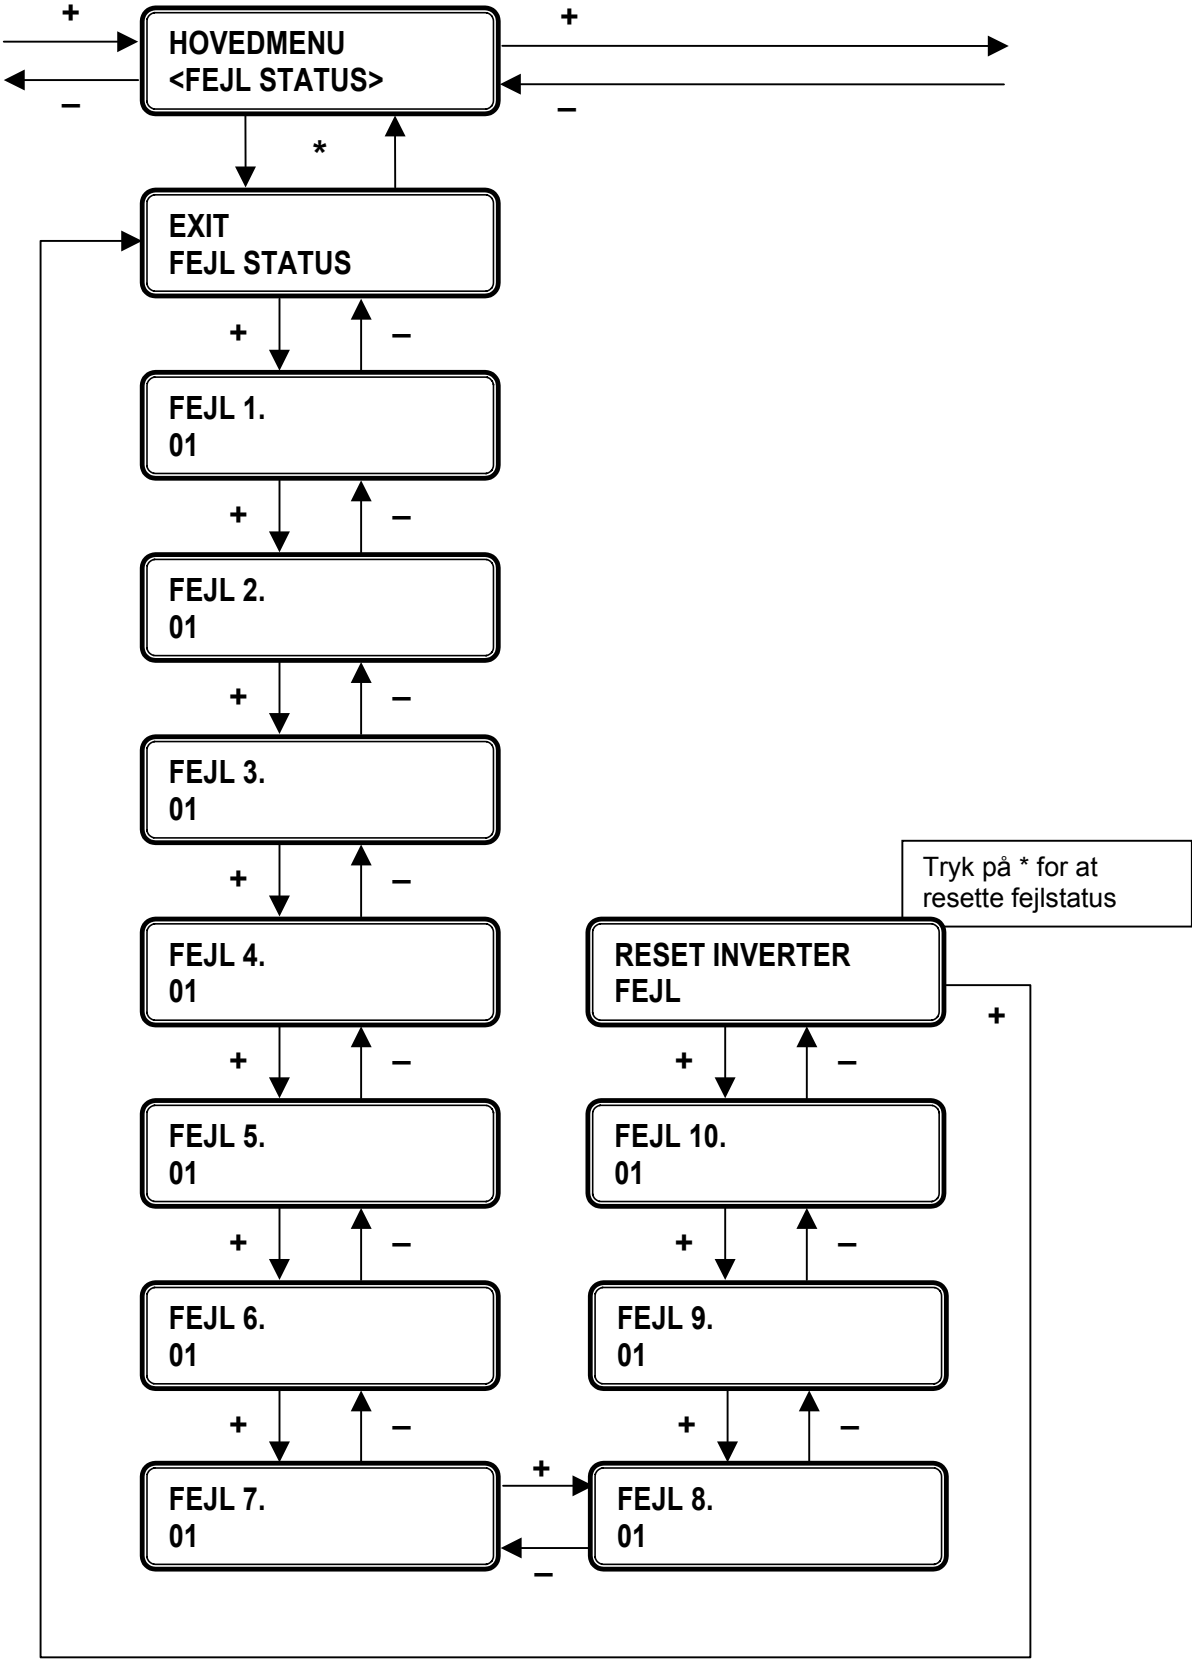 +
+
HOVEDMENU
<FEJL STATUS>
–
–
*
EXIT
FEJL STATUS
+
–
FEJL 1.
01
+
–
FEJL 2.
01
+
–
FEJL 3.
01
+
–
FEJL 4.
01
+
–
FEJL 5.
01
+
–
FEJL 6.
01
+
–
FEJL 7.
01
+
–
Tryk på * for at
resette fejlstatus
RESET INVERTER
FEJL
+
+
–
FEJL 10.
01
+
–
FEJL 9.
01
+
–
FEJL 8.
01